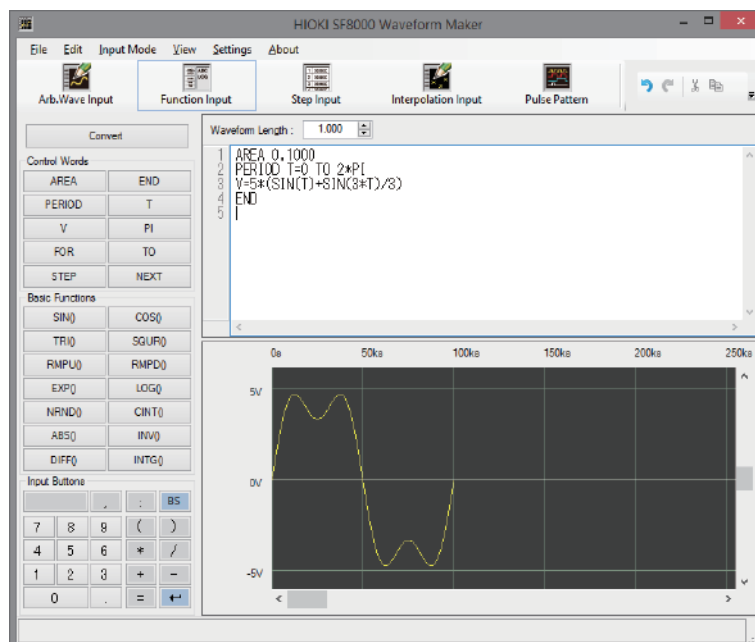 HIOKI SF8000 Waveform Maker
File Edit Input Mode View Settings About
Arb.Wave Input Function Input Step Input Interpolation Input Pulse Pattern
Convert
Waveform Length : 1.000
Control Words
AREA END
PERIOD T
V PI
FOR TO
STEP NEXT
1 AREA 0,1000
2 PERIOD T=0 TO 2*PI
3 V=5*(SIN(T)+SIN(3*T)/3)
4 END
5
Basic Functions
SIN() COS()
TRI() SQUR()
RMPU() RMPD()
EXP() LOG()
NRND() CINT()
ABS() INV()
DIFF() INTG()
Input Buttons
, : BS
7 8 9 ( )
4 5 6 * /
1 2 3 + -
0 . = ↵
0s 50ks 100ks 150ks 200ks 250ks
5V
0V
-5V